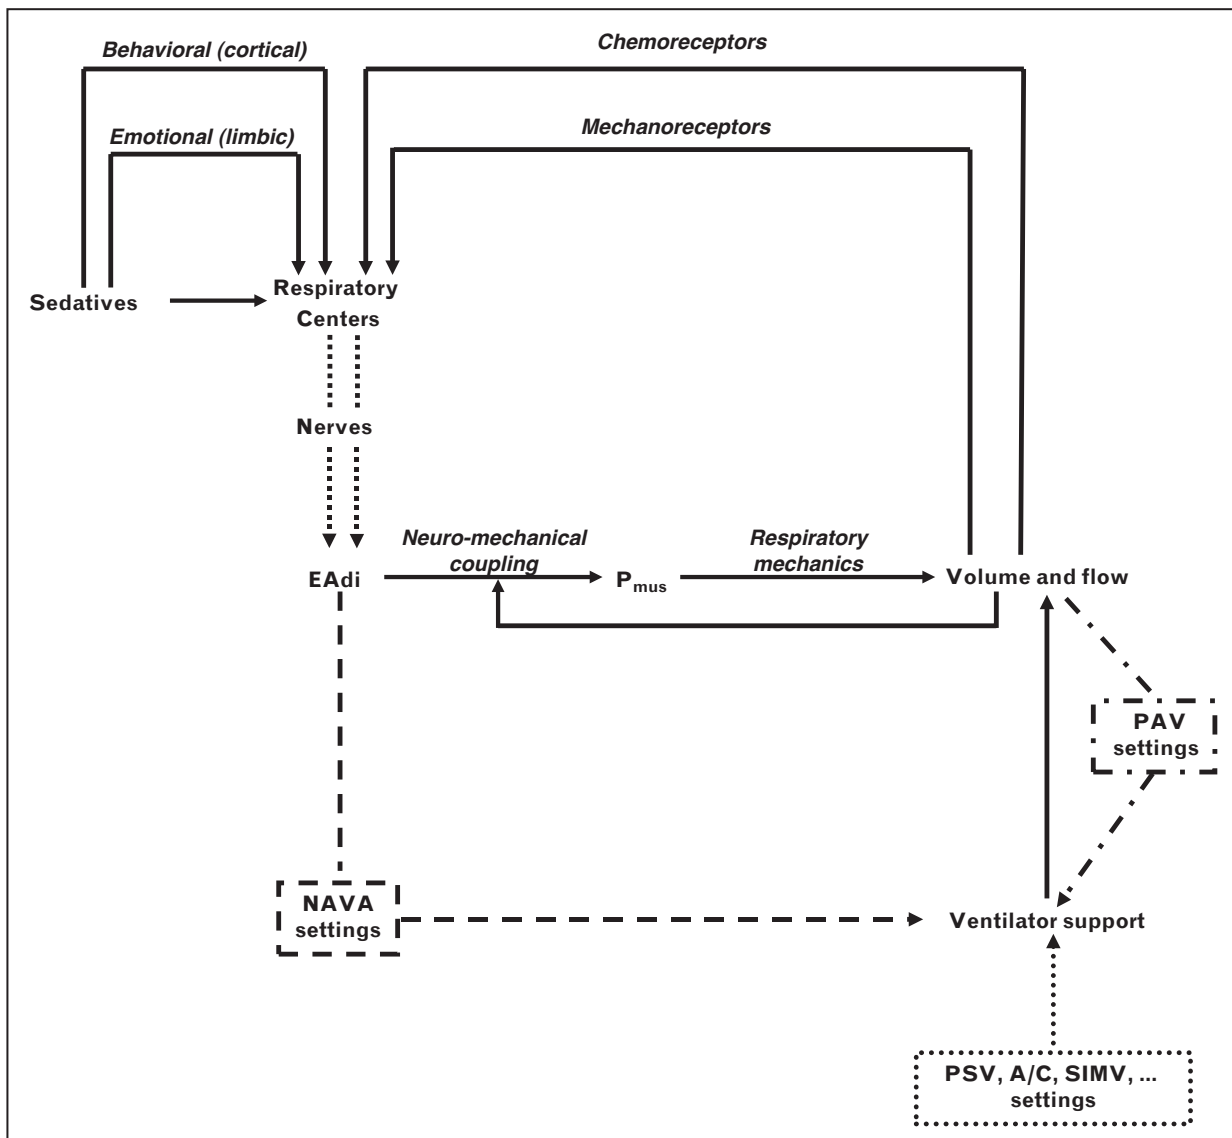 Behavioral (cortical)
Chemoreceptors
Emotional (limbic)
Mechanoreceptors
Sedatives
Respiratory
Centers
Nerves
EAdi
Neuro-mechanical
coupling
Pmus
Respiratory
mechanics
Volume and flow
PAV
settings
NAVA
settings
Ventilator support
PSV, A/C, SIMV, ...
settings